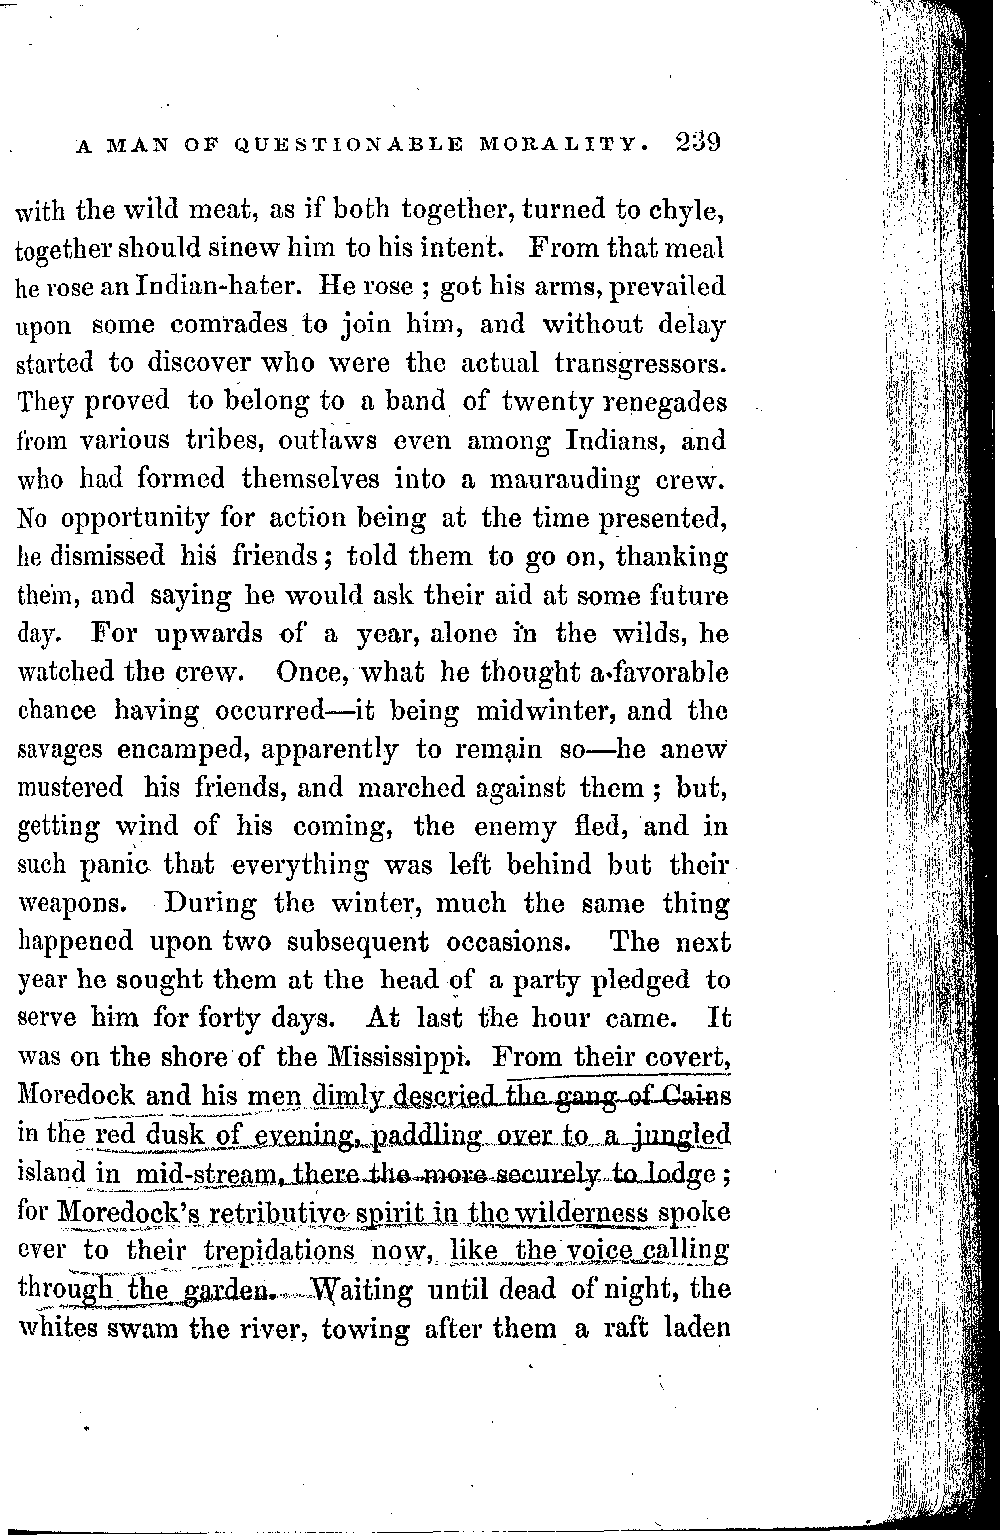 A MAN OF QUESTIONABLE MORALITY. 239
with the wild meat, as if both together, turned to chyle,
together should sinew him to his intent. From that meal
he rose an Indian-hater. He rose ; got his arms, prevailed
upon some comrades to join him, and without delay
started to discover who were the actual transgressors.
They proved to belong to a band of twenty renegades
from various tribes, outlaws even among Indians, and
who had formed themselves into a maurauding crew.
No opportunity for action being at the time presented,
he dismissed his friends ; told them to go on, thanking
them, and saying he would ask their aid at some future
day. For upwards of a year, alone in the wilds, he
watched the crew. Once, what he thought a favorable
chance having occurred—it being midwinter, and the
savages encamped, apparently to remain so—he anew
mustered his friends, and marched against them ; but,
getting wind of his coming, the enemy fled, and in
such panic that everything was left behind but their
weapons. During the winter, much the same thing
happened upon two subsequent occasions. The next
year he sought them at the head of a party pledged to
serve him for forty days. At last the hour came. It
was on the shore of the Mississippi. From their covert,
Moredock and his men dimly descried the gang of Cains
in the red dusk of evening, paddling over to a jungled
island in mid-stream, there the more securely to lodge ;
for Moredock's retributive spirit in the wilderness spoke
ever to their trepidations now, like the voice calling
through the garden. Waiting until dead of night, the
whites swam the river, towing after them a raft laden